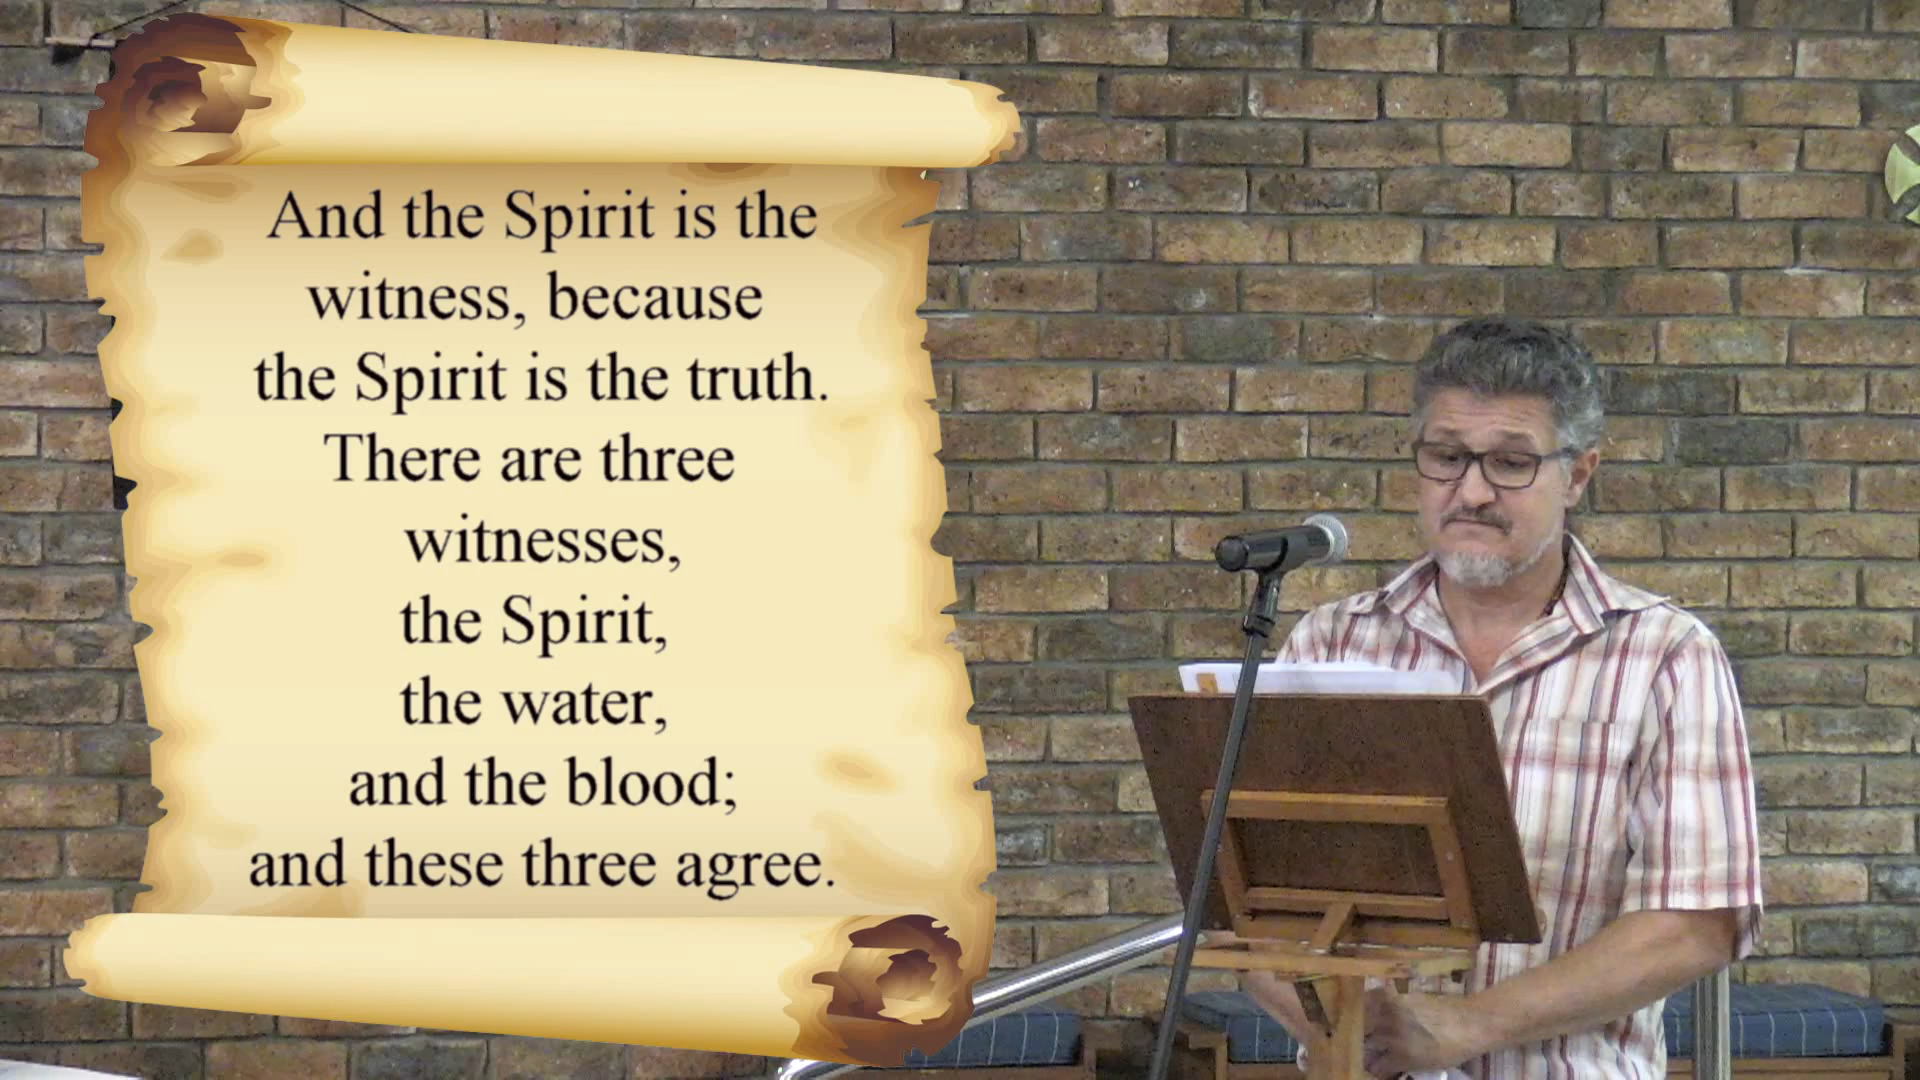 And the Spirit is the
witness, because
the Spirit is the truth.
There are three
witnesses,
the Spirit,
the water,
and the blood;
and these three agree.